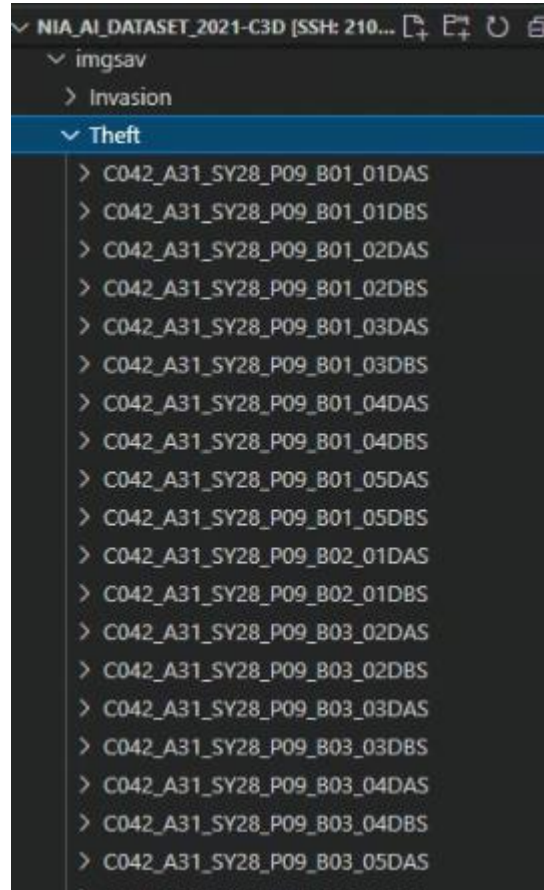 NIA_AI_DATASET_2021-C3D [SSH: 210...
imgsav
Invasion
Theft
C042_A31_SY28_P09_B01_01DAS
C042_A31_SY28_P09_B01_01DBS
C042_A31_SY28_P09_B01_02DAS
C042_A31_SY28_P09_B01_02DBS
C042_A31_SY28_P09_B01_03DAS
C042_A31_SY28_P09_B01_03DBS
C042_A31_SY28_P09_B01_04DAS
C042_A31_SY28_P09_B01_04DBS
C042_A31_SY28_P09_B01_05DAS
C042_A31_SY28_P09_B01_05DBS
C042_A31_SY28_P09_B02_01DAS
C042_A31_SY28_P09_B02_01DBS
C042_A31_SY28_P09_B03_02DAS
C042_A31_SY28_P09_B03_02DBS
C042_A31_SY28_P09_B03_03DAS
C042_A31_SY28_P09_B03_03DBS
C042_A31_SY28_P09_B03_04DAS
C042_A31_SY28_P09_B03_04DBS
C042_A31_SY28_P09_B03_05DAS